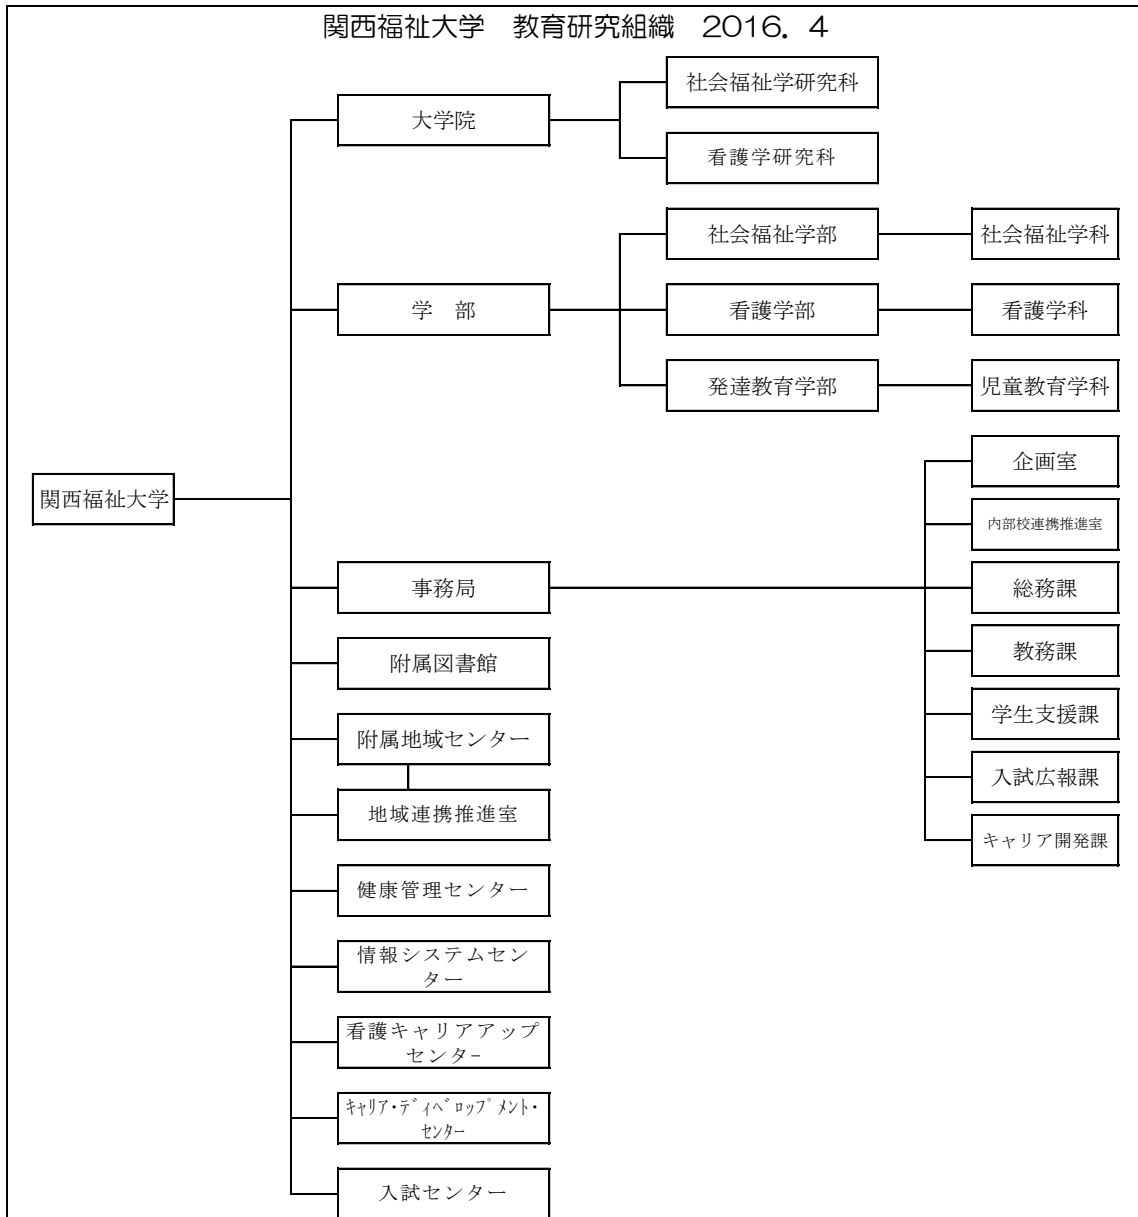 関西福祉大学　教育研究組織　2016．4
社会福祉学研究科
大学院
看護学研究科
社会福祉学部
社会福祉学科
学　部
看護学部
看護学科
発達教育学部
児童教育学科
企画室
関西福祉大学
内部校連携推進室
事務局
総務課
附属図書館
教務課
附属地域センター
学生支援課
地域連携推進室
入試広報課
キャリア開発課
健康管理センター
情報システムセン
ター
看護キャリアアップ
センタｰ
ｷｬﾘｱ・ﾃﾞｨﾍﾞﾛｯﾌﾟﾒﾝﾄ・
ｾﾝﾀｰ
入試センター